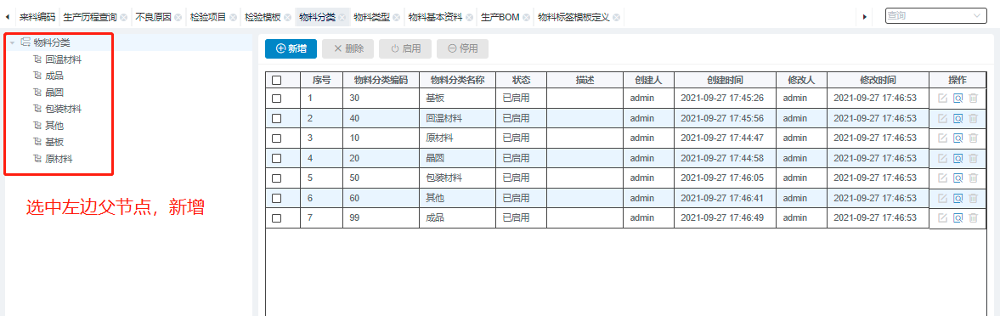 来料编码 生产历程查询 不良原因 检验项目 检验模板 物料分类 物料类型 物料基本资料 生产BOM 物料标签模板定义 查询
物料分类
回温材料
成品
晶圆
包装材料
其他
基板
原材料
选中左边父节点，新增
新增 删除 启用 停用
序号 物料分类编码 物料分类名称 状态 描述 创建人 创建时间 修改人 修改时间 操作
1 30 基板 已启用 admin 2021-09-27 17:45:26 admin 2021-09-27 17:46:53
2 40 回温材料 已启用 admin 2021-09-27 17:45:56 admin 2021-09-27 17:46:53
3 10 原材料 已启用 admin 2021-09-27 17:44:47 admin 2021-09-27 17:46:53
4 20 晶圆 已启用 admin 2021-09-27 17:44:58 admin 2021-09-27 17:46:53
5 50 包装材料 已启用 admin 2021-09-27 17:46:05 admin 2021-09-27 17:46:53
6 60 其他 已启用 admin 2021-09-27 17:46:41 admin 2021-09-27 17:46:53
7 99 成品 已启用 admin 2021-09-27 17:46:49 admin 2021-09-27 17:46:53